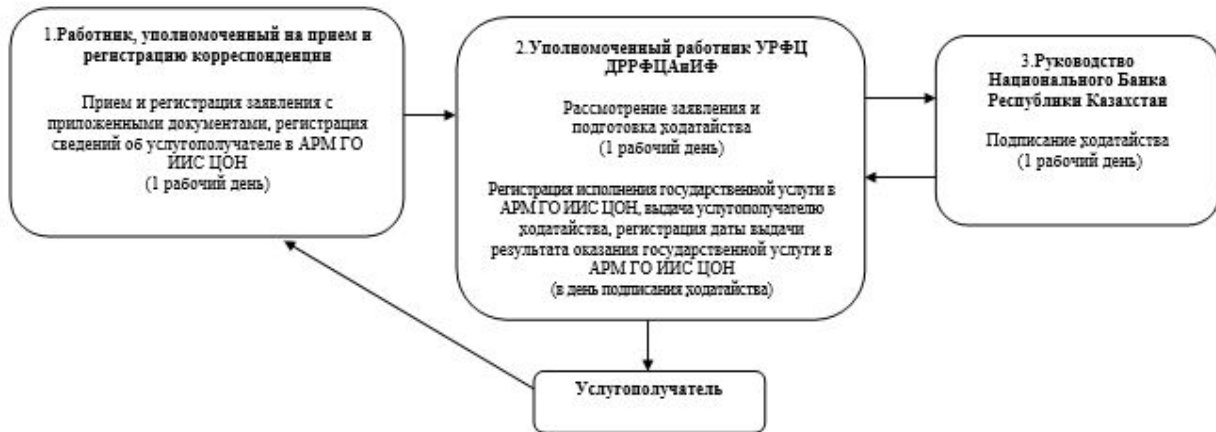 1.Работник, уполномоченный на прием и
регистрацию корреспонденции
Прием и регистрация заявления с
приложенными документами, регистрация
сведений об услугополучателе в АРМ ГО
ИИС ЦОН
(1 рабочий день)
2.Уполномоченный работник УРФЦ
ДРРФЦАиИФ
Рассмотрение заявления и
подготовка ходатайства
(1 рабочий день)
Регистрация исполнения государственной услуги в
АРМ ГО ИИС ЦОН, выдача услугополучателю
ходатайства, регистрация даты выдачи
результата оказания государственной услуги в
АРМ ГО ИИС ЦОН
(в день подписания ходатайства)
3.Руководство
Национального Банка
Республики Казахстан
Подписание ходатайства
(1 рабочий день)
Услугополучатель